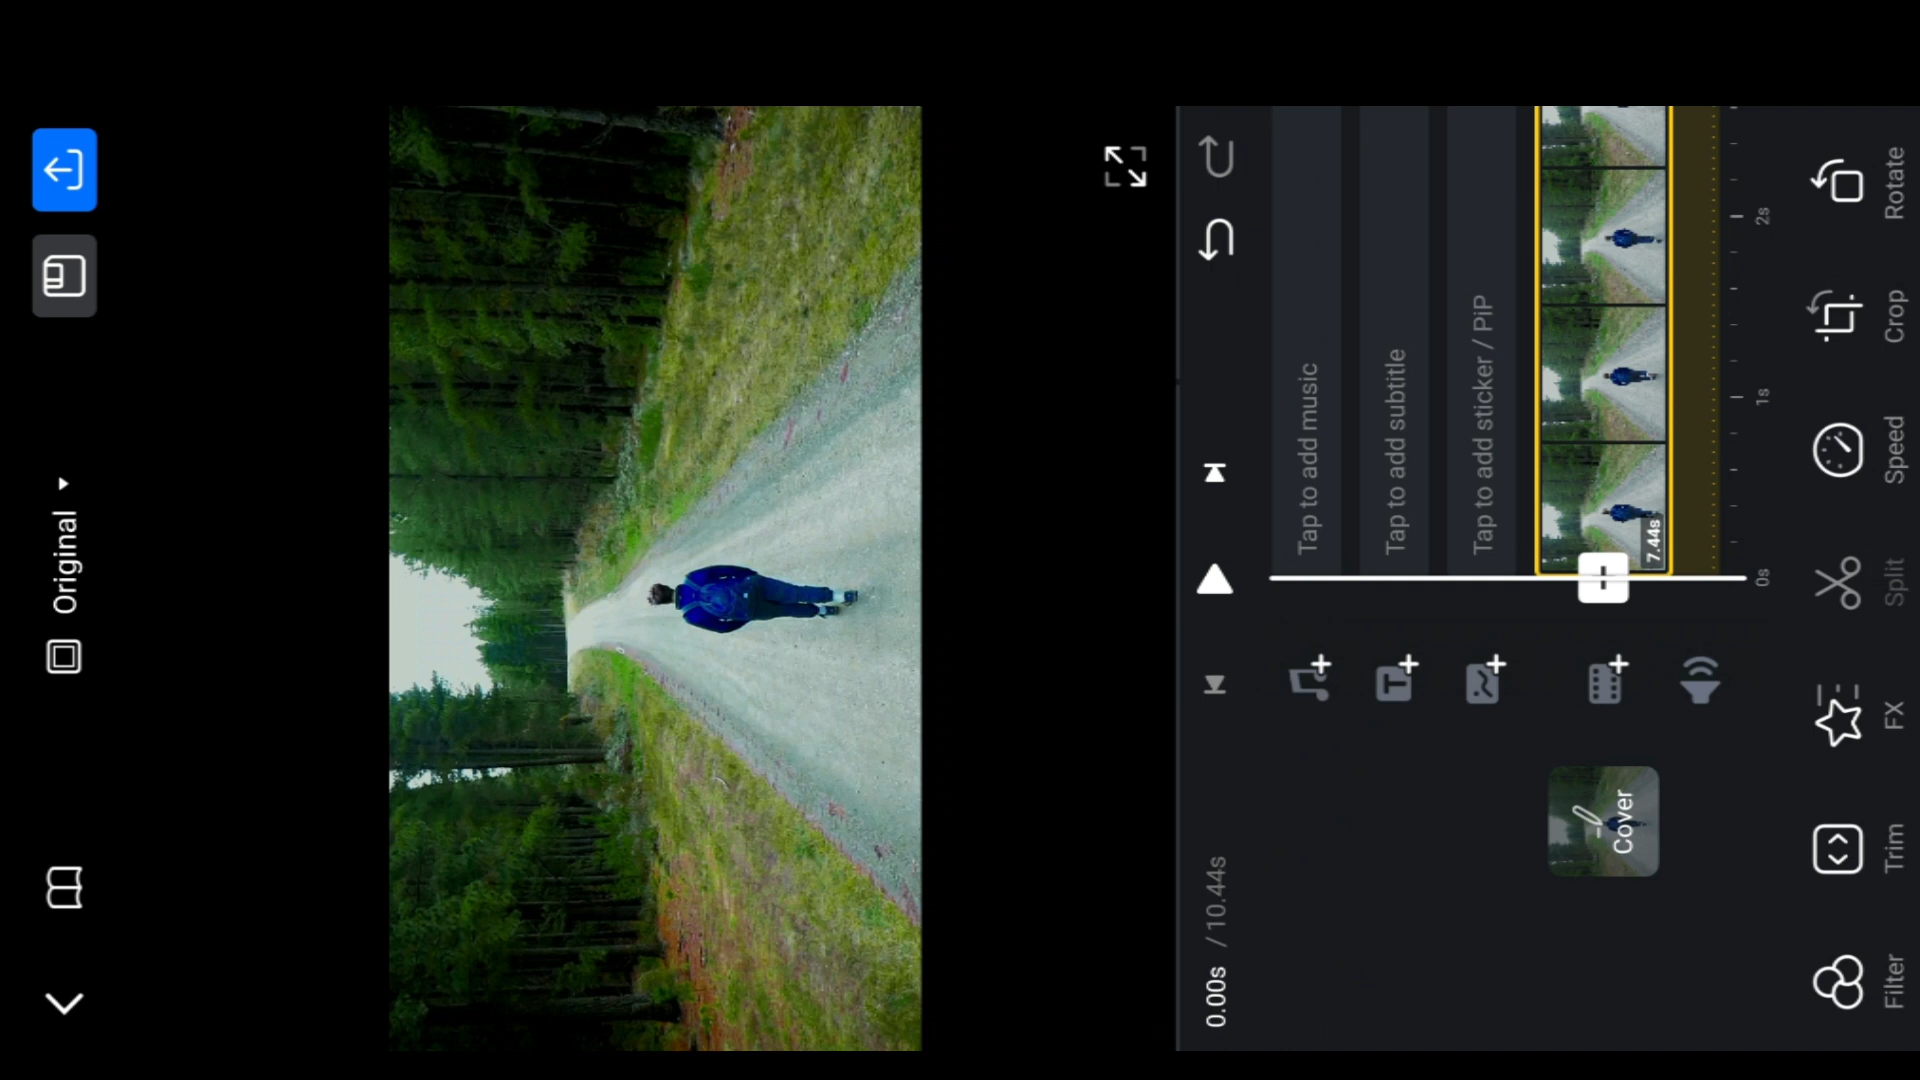 Original
0.00s / 10.44s
Tap to add music
Tap to add subtitle
Tap to add sticker / PiP
Cover
7.44s
0s
1s
2s
Filter
Trim
FX
Split
Speed
Crop
Rotate